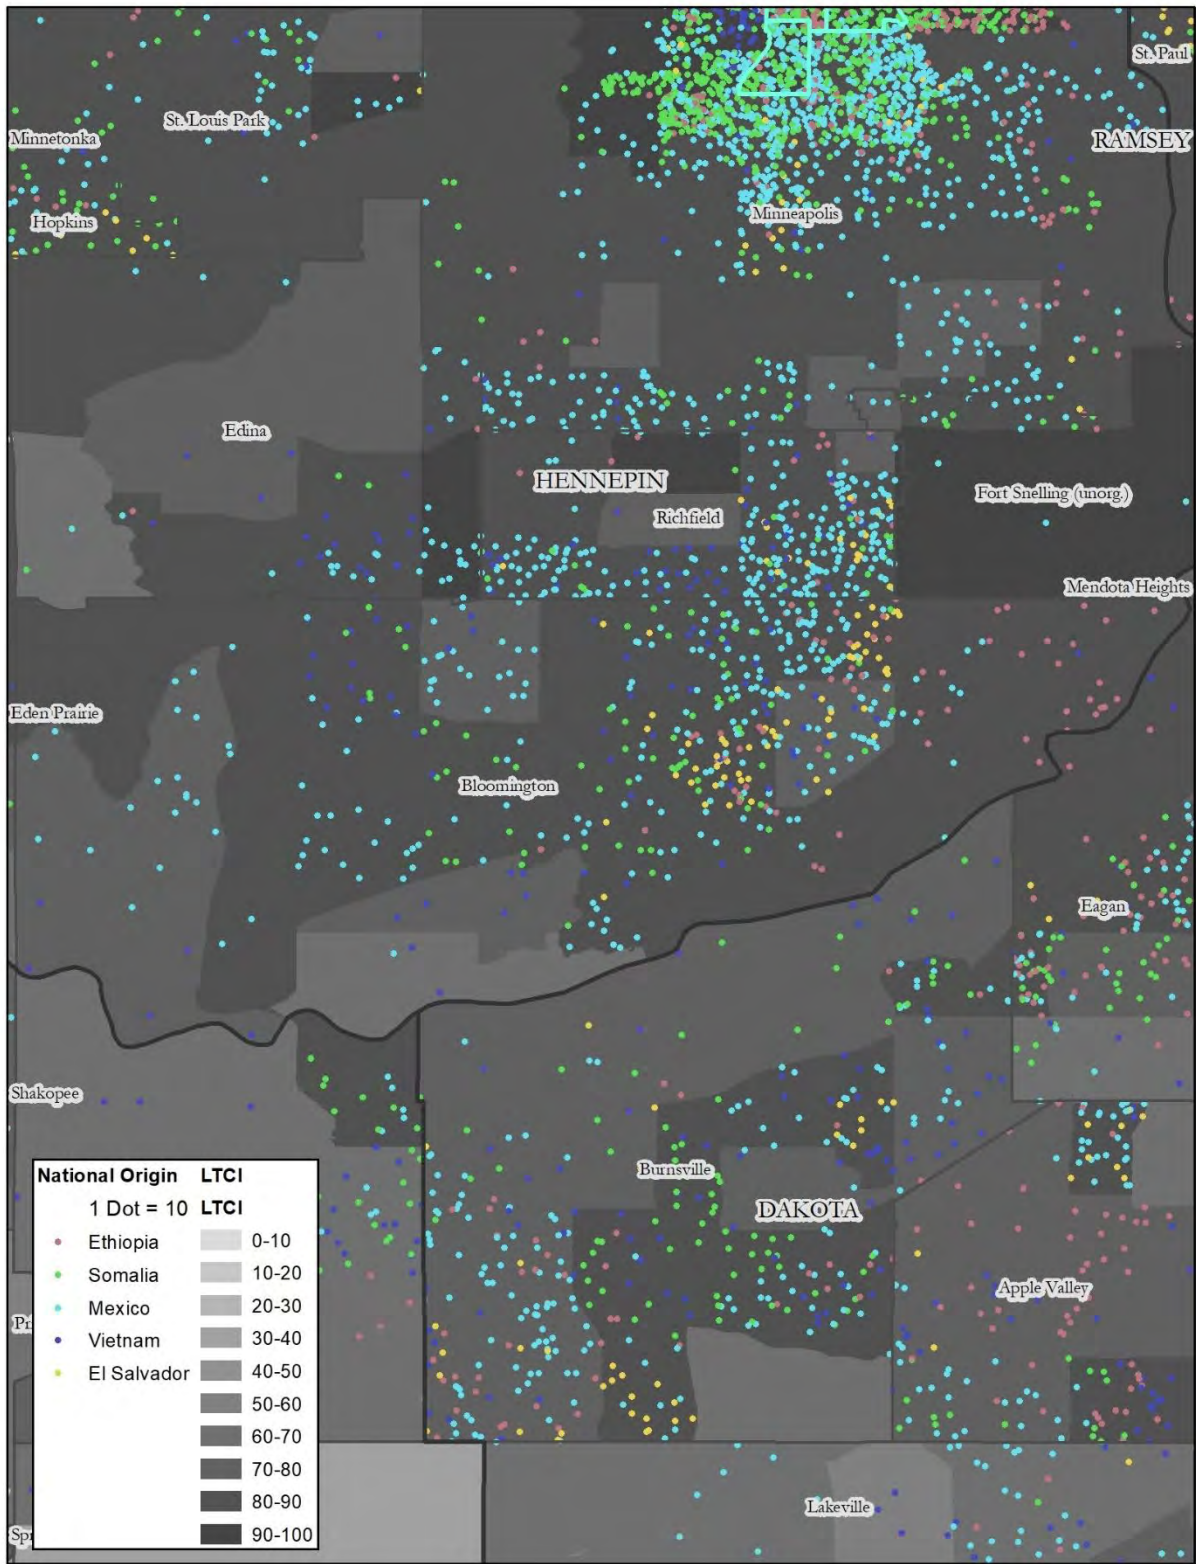 St. Paul
St. Louis Park
Minnetonka
RAMSEY
Hopkins
Minneapolis
Edina
HENNEPIN
Fort Snelling (unorg.)
Richfield
Mendota Heights
Eden Prairie
Bloomington
Eagan
Shakopee
Burnsville
DAKOTA
Apple Valley
Lakeville
Pri
Spr
National Origin LTCI
1 Dot = 10 LTCI
Ethiopia 0-10
Somalia 10-20
Mexico 20-30
Vietnam 30-40
El Salvador 40-50
50-60
60-70
70-80
80-90
90-100